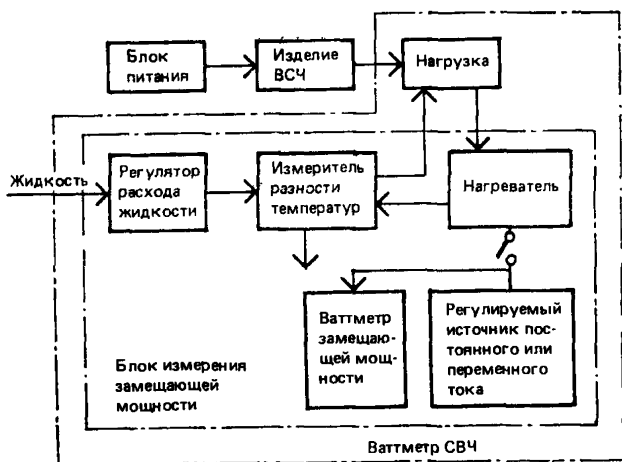 Блок
питания
Изделие
ВСЧ
Нагрузка
Жидкость
Регулятор
расхода
жидкости
Измеритель
разности
температур
Нагреватель
Ваттметр
замещаю-
щей мощ-
ности
Регулируемый
источник пос-
тоянного или
переменного
тока
Блок измерения
замещающей
мощности
Ваттметр СВЧ